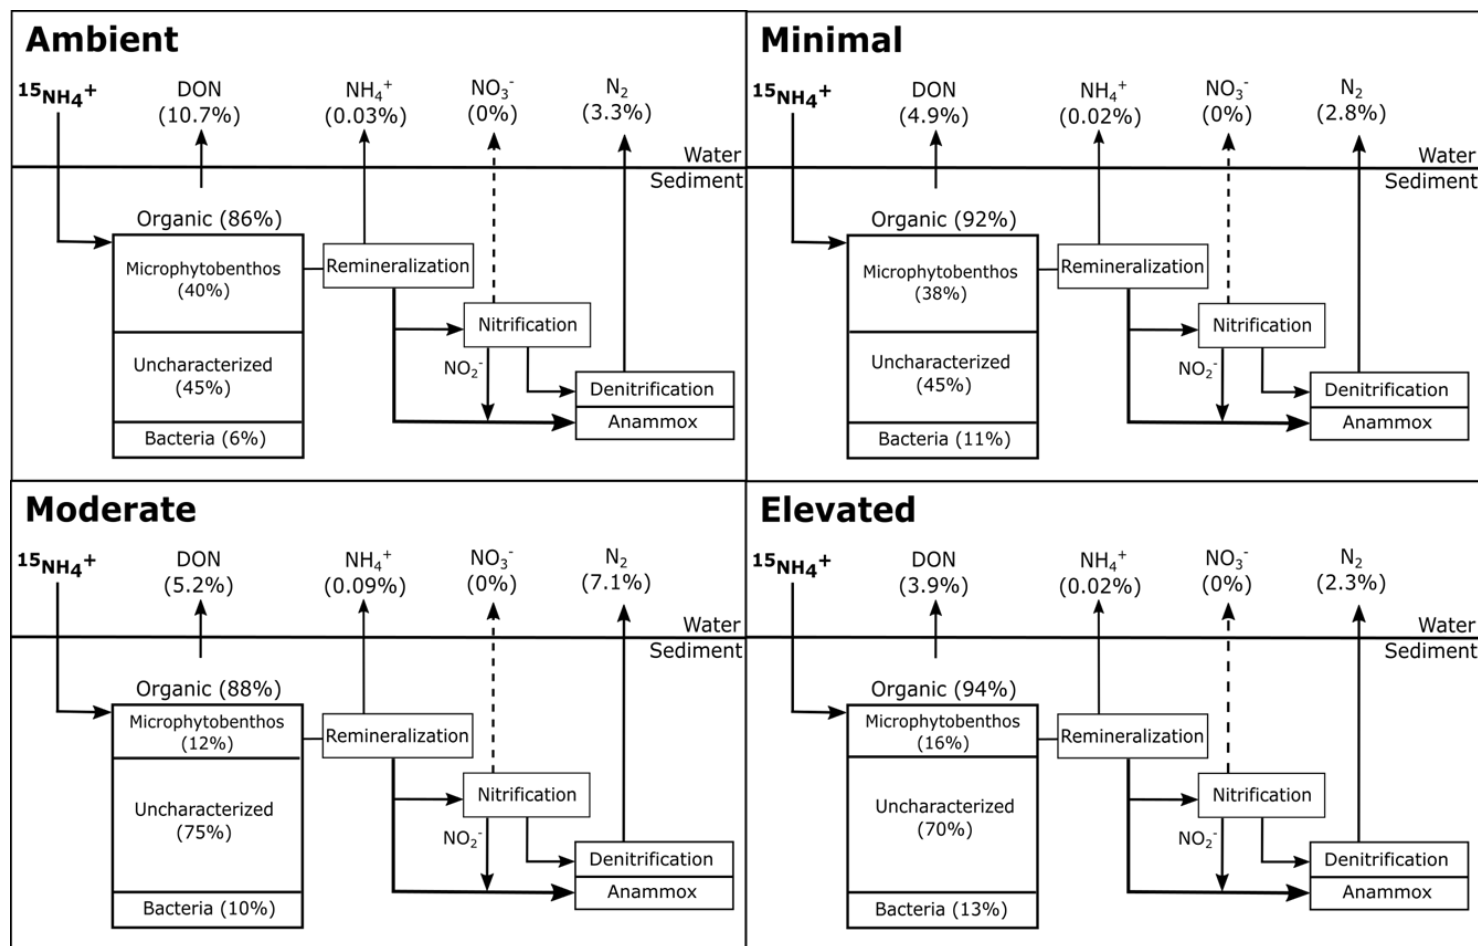 Ambient
¹⁵NH₄⁺
DON
(10.7%)
NH₄⁺
(0.03%)
NO₃⁻
(0%)
N₂
(3.3%)
Water
Sediment
Organic (86%)
Microphytobenthos
(40%)
Uncharacterized
(45%)
Bacteria (6%)
Remineralization
Nitrification
NO₂⁻
Denitrification
Anammox
Minimal
¹⁵NH₄⁺
DON
(4.9%)
NH₄⁺
(0.02%)
NO₃⁻
(0%)
N₂
(2.8%)
Water
Sediment
Organic (92%)
Microphytobenthos
(38%)
Uncharacterized
(45%)
Bacteria (11%)
Remineralization
Nitrification
NO₂⁻
Denitrification
Anammox
Moderate
¹⁵NH₄⁺
DON
(5.2%)
NH₄⁺
(0.09%)
NO₃⁻
(0%)
N₂
(7.1%)
Water
Sediment
Organic (88%)
Microphytobenthos
(12%)
Uncharacterized
(75%)
Bacteria (10%)
Remineralization
Nitrification
NO₂⁻
Denitrification
Anammox
Elevated
¹⁵NH₄⁺
DON
(3.9%)
NH₄⁺
(0.02%)
NO₃⁻
(0%)
N₂
(2.3%)
Water
Sediment
Organic (94%)
Microphytobenthos
(16%)
Uncharacterized
(70%)
Bacteria (13%)
Remineralization
Nitrification
NO₂⁻
Denitrification
Anammox